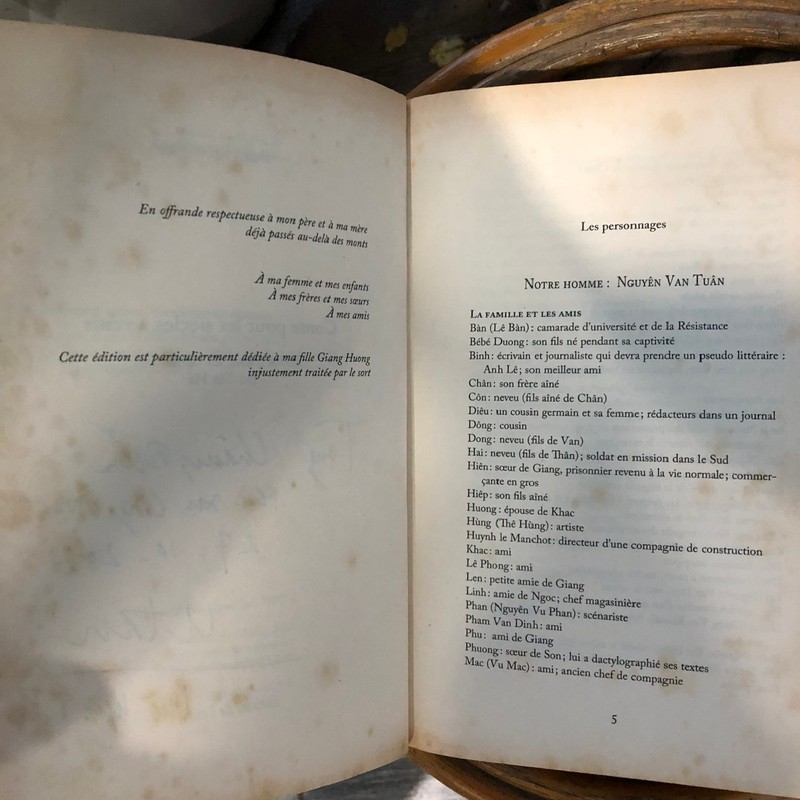 En offrande respectueuse à mon père et à ma mère
déjà passés au-delà des monts
À ma femme et mes enfants
À mes frères et mes sœurs
À mes amis
Cette édition est particulièrement dédiée à ma fille Giang Huong
injustement traitée par le sort
Les personnages
NOTRE HOMME : NGUYÊN VAN TUÂN
LA FAMILLE ET LES AMIS
Bàn (Lê Bàn) : camarade d'université et de la Résistance
Bébé Duong : son fils né pendant sa captivité
Binh : écrivain et journaliste qui devra prendre un pseudo littéraire :
Anh Lê ; son meilleur ami
Chân : son frère aîné
Côn : neveu (fils aîné de Chân)
Diêu : un cousin germain et sa femme ; rédacteurs dans un journal
Dông : cousin
Dong : neveu (fils de Van)
Hai : neveu (fils de Thân) ; soldat en mission dans le Sud
Hiên : sœur de Giang, prisonnier revenu à la vie normale ; commer-
çante en gros
Hiêp : son fils aîné
Huong : épouse de Khac
Hùng (Thê Hùng) : artiste
Huynh le Manchot : directeur d'une compagnie de construction
Khac : ami
Lê Phong : ami
Len : petite amie de Giang
Linh : amie de Ngoc ; chef magasinière
Phan (Nguyên Vu Phan) : scénariste
Pham Van Dinh : ami
Phu : ami de Giang
Phuong : sœur de Son ; lui a dactylographié ses textes
Mac (Vu Mac) : ami ; ancien chef de compagnie
5